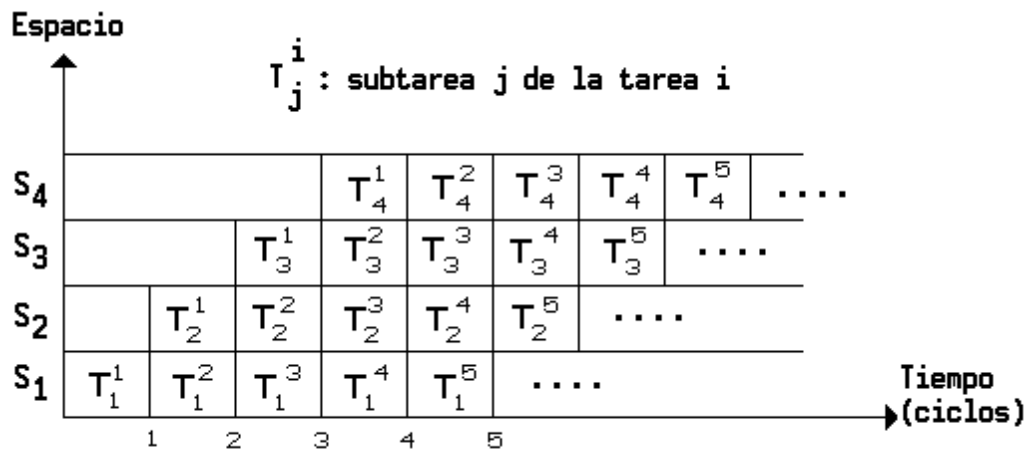 Espacio
T^i_j : subtarea j de la tarea i
S4 T^1_4 T^2_4 T^3_4 T^4_4 T^5_4 ....
S3 T^1_3 T^2_3 T^3_3 T^4_3 T^5_3 ....
S2 T^1_2 T^2_2 T^3_2 T^4_2 T^5_2 ....
S1 T^1_1 T^2_1 T^3_1 T^4_1 T^5_1 ....
Tiempo
(ciclos)
1 2 3 4 5